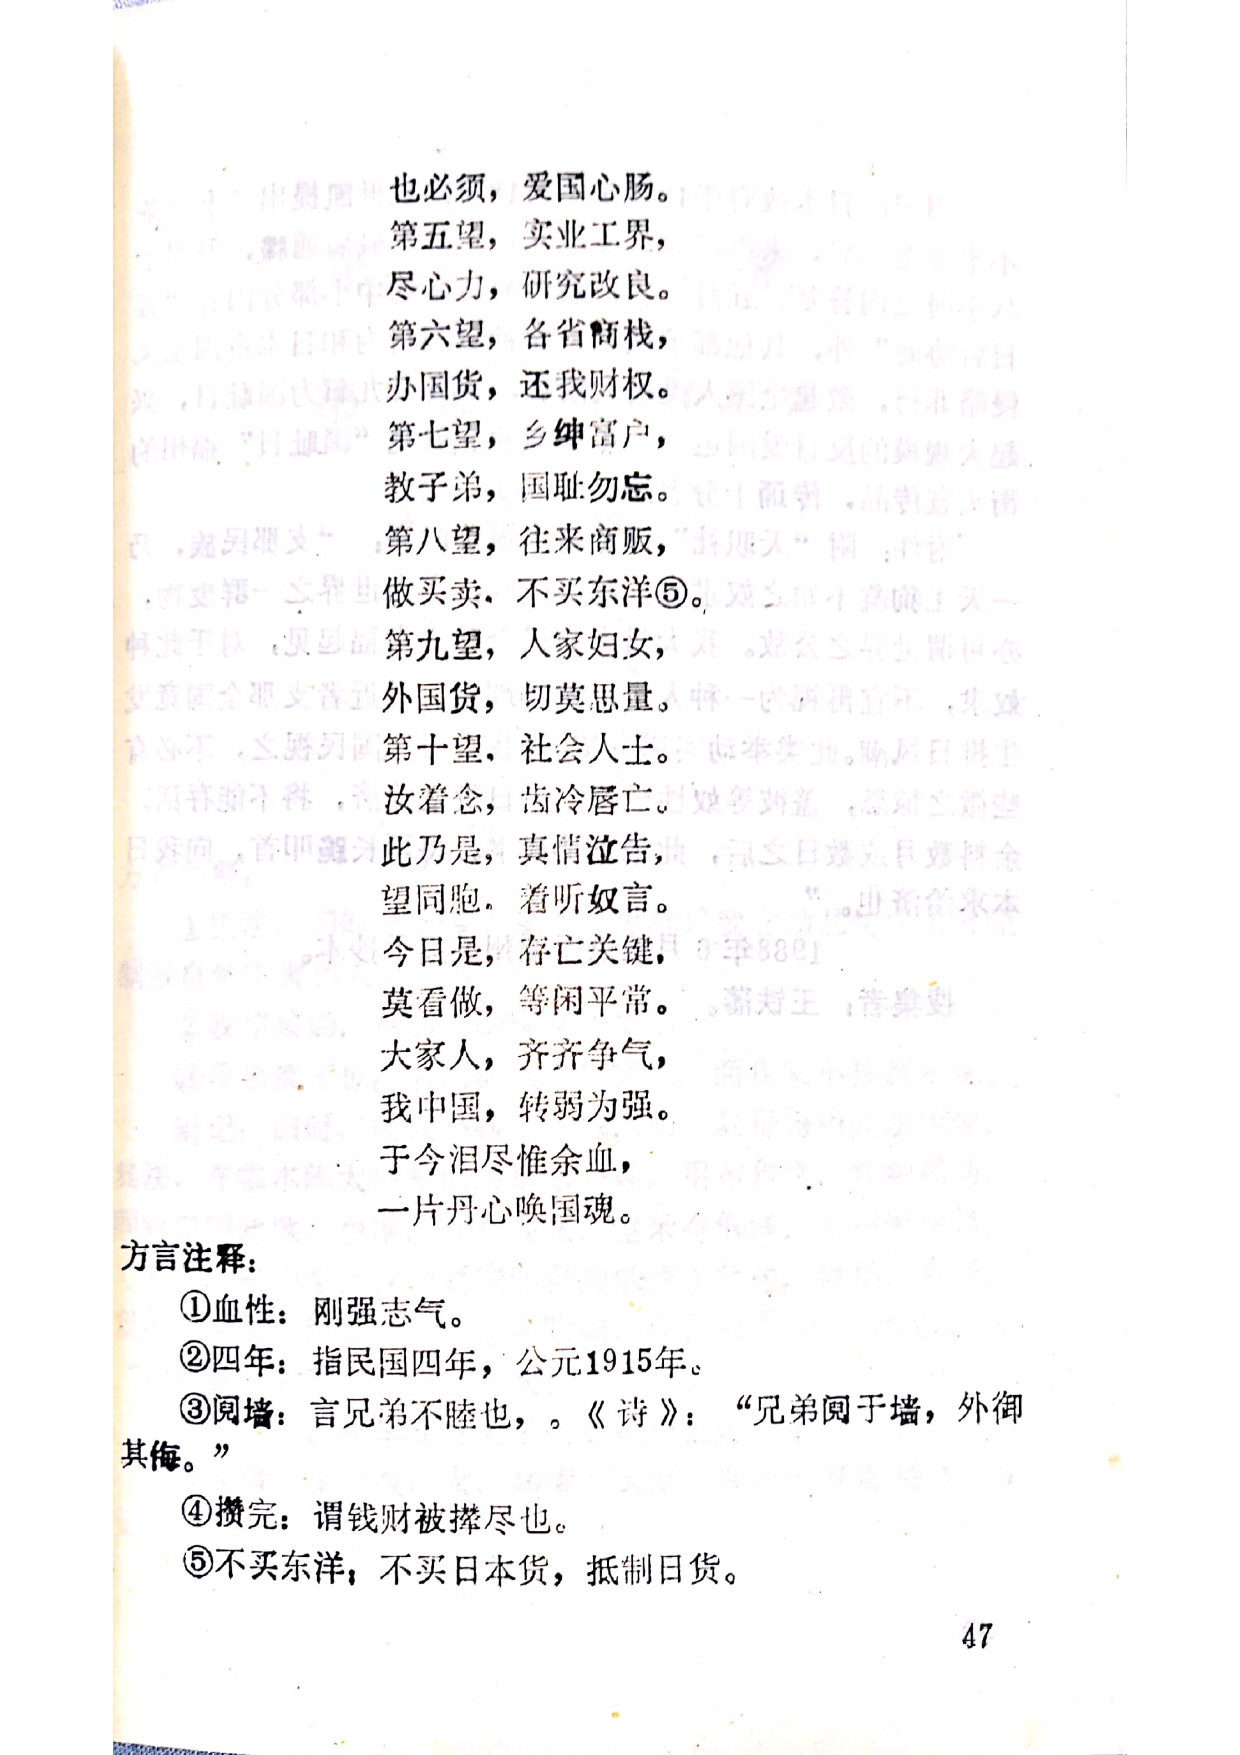 也必须，爱国心肠。
第五望，实业工界，
尽心力，研究改良。
第六望，各省商栈，
办国货，还我财权。
第七望，乡绅富户，
教子弟，国耻勿忘。
第八望，往来商贩，
做买卖．不买东洋⑤。
第九望，人家妇女，
外国货，切莫思量。
第十望．社会人士。
汝着念，齿冷唇亡。
此乃是，真情泣告，
望同胞．着听奴言。
今日是，存亡关键，
莫看做，等闲平常。
大家人，齐齐争气，
我中国，转弱为强。
于今泪尽惟余血，
一片丹心唤国魂。
方言注释：
①血性：刚强志气。
②四年：指民国四年，公元1915年。
③阋墙：言兄弟不睦也，。《诗》：“兄弟阋于墙，外御
其侮。”
④攒完：谓钱财被撵尽也。
⑤不买东洋；不买日本货，抵制日货。
47